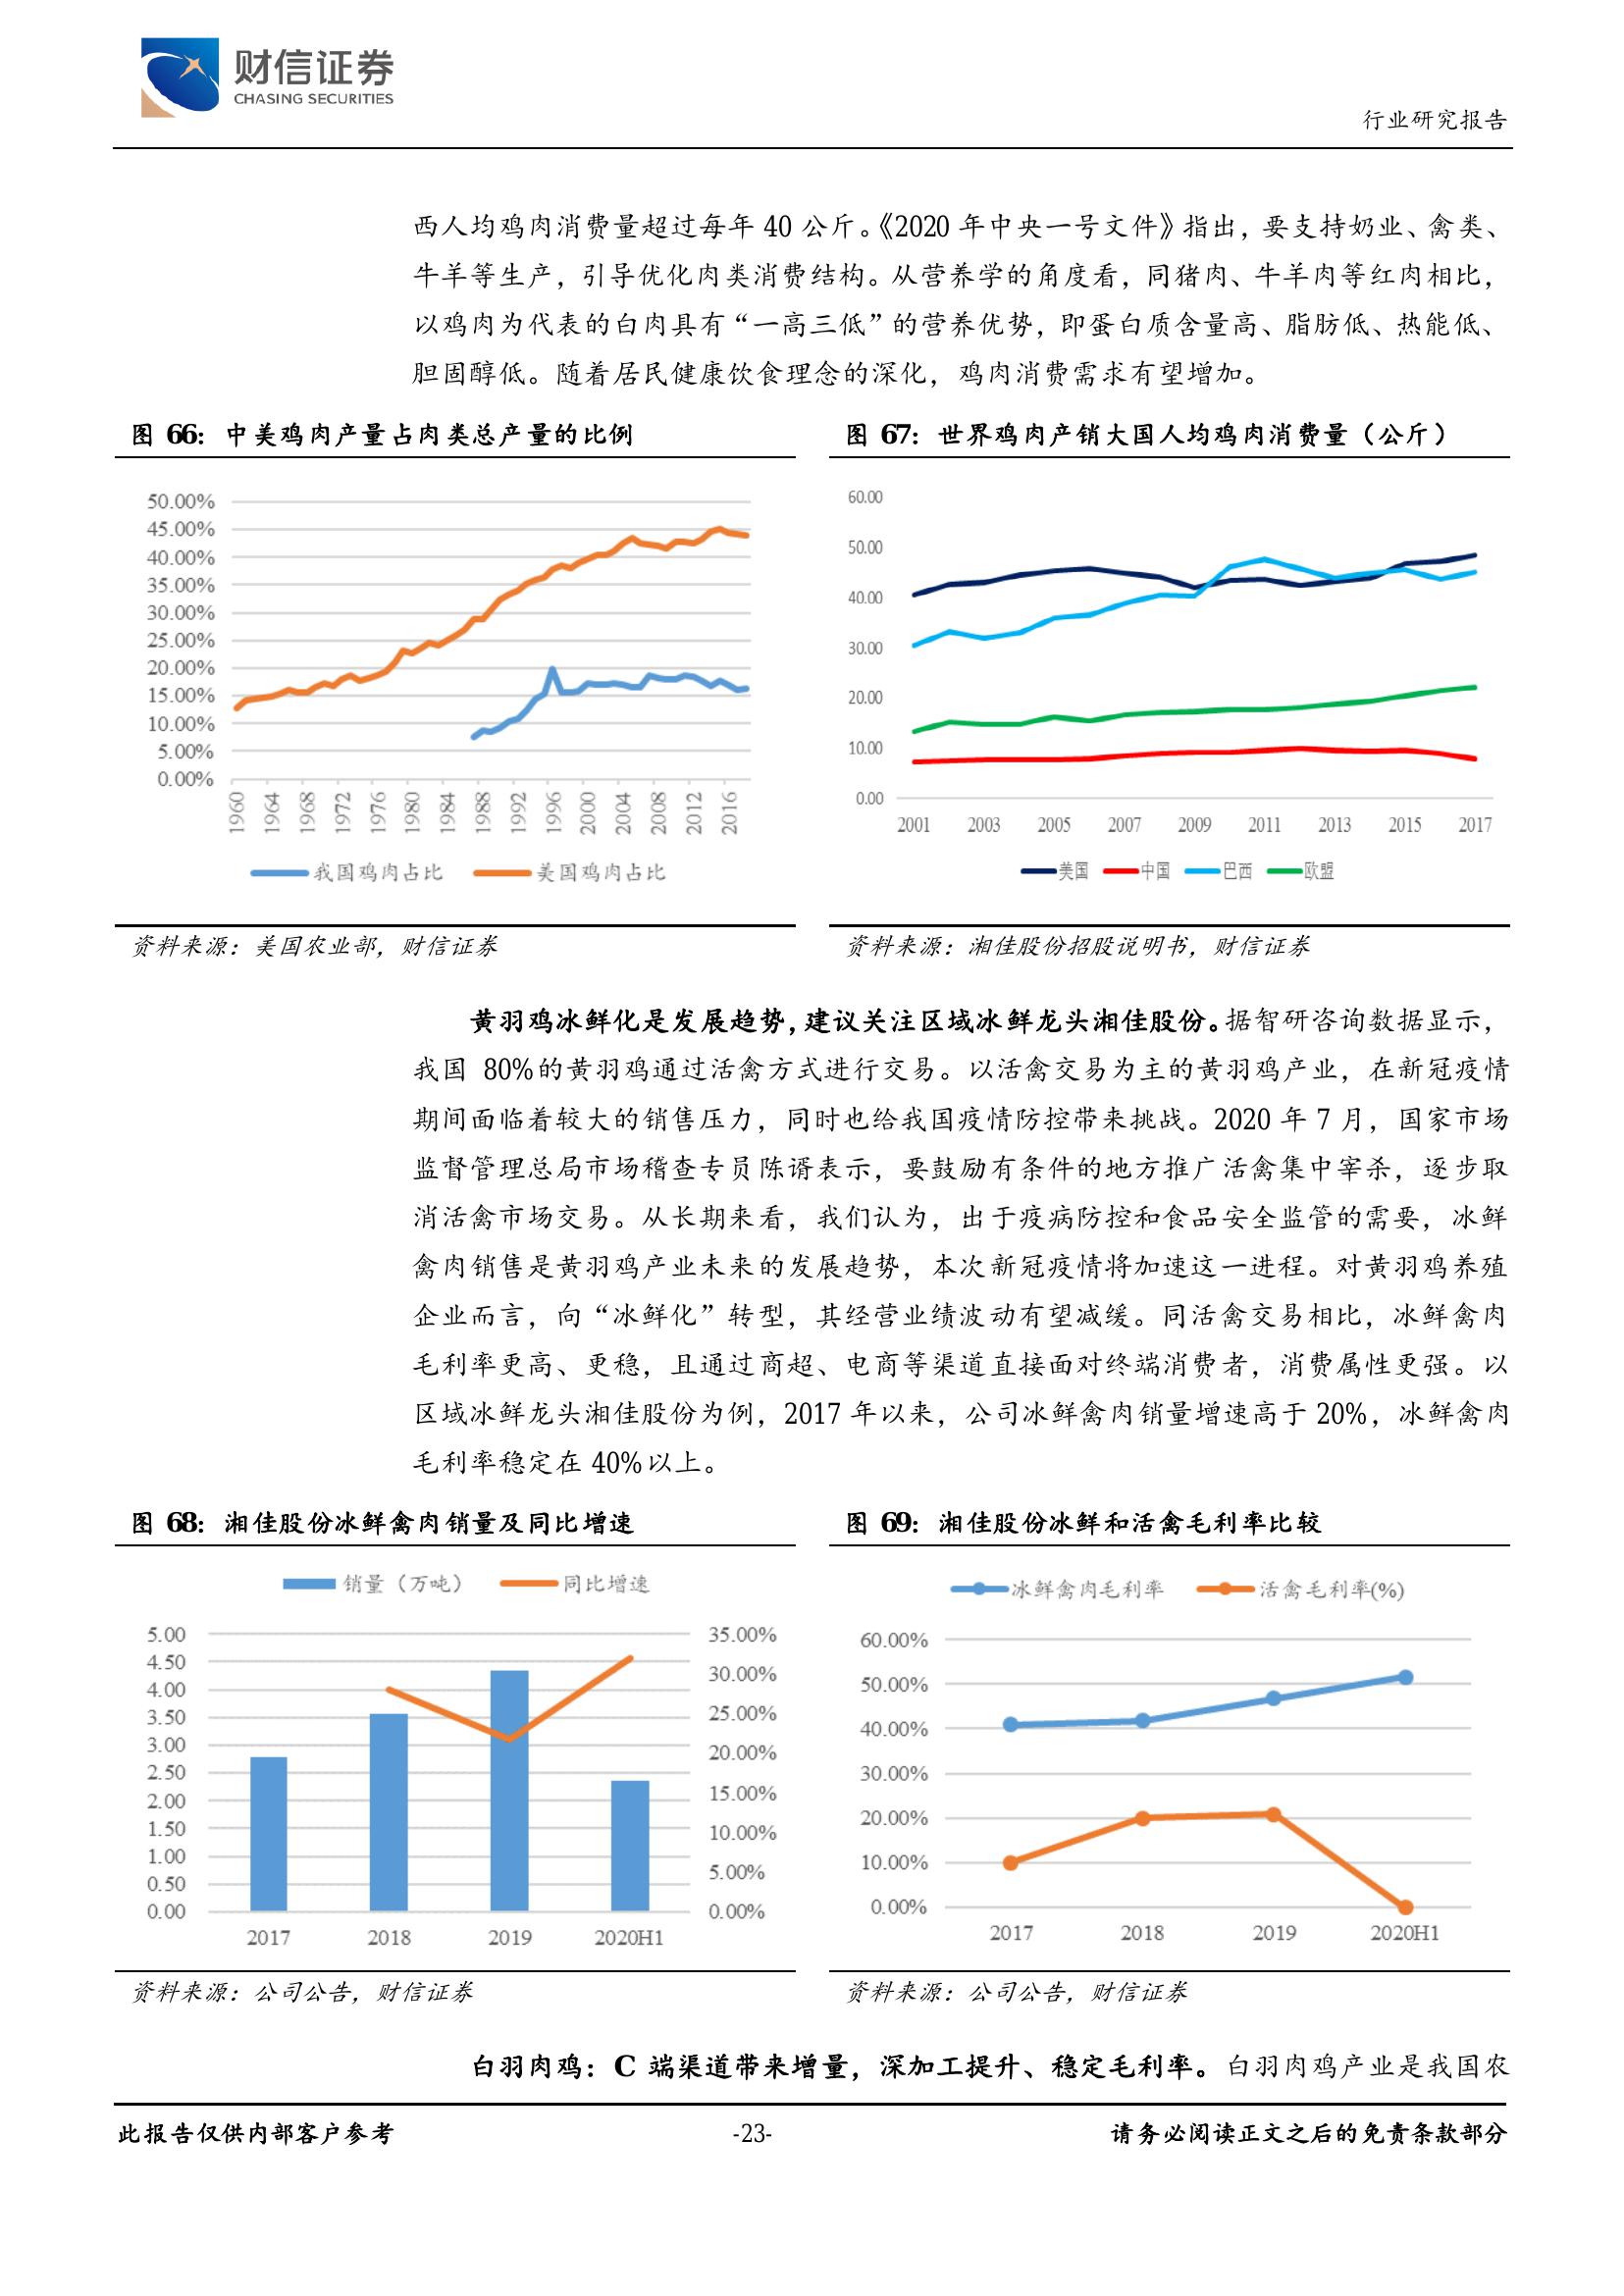 财信证券
CHASING SECURITIES
行业研究报告
西人均鸡肉消费量超过每年 40 公斤。《2020 年中央一号文件》指出，要支持奶业、禽类、
牛羊等生产，引导优化肉类消费结构。从营养学的角度看，同猪肉、牛羊肉等红肉相比，
以鸡肉为代表的白肉具有“一高三低”的营养优势，即蛋白质含量高、脂肪低、热能低、
胆固醇低。随着居民健康饮食理念的深化，鸡肉消费需求有望增加。
图 66：中美鸡肉产量占肉类总产量的比例
50.00%
45.00%
40.00%
35.00%
30.00%
25.00%
20.00%
15.00%
10.00%
5.00%
0.00%
1960 1964 1968 1972 1976 1980 1984 1988 1992 1996 2000 2004 2008 2012 2016
我国鸡肉占比 美国鸡肉占比
资料来源：美国农业部，财信证券
图 67：世界鸡肉产销大国人均鸡肉消费量（公斤）
60.00
50.00
40.00
30.00
20.00
10.00
0.00
2001 2003 2005 2007 2009 2011 2013 2015 2017
美国 中国 巴西 欧盟
资料来源：湘佳股份招股说明书，财信证券
黄羽鸡冰鲜化是发展趋势，建议关注区域冰鲜龙头湘佳股份。据智研咨询数据显示，
我国 80%的黄羽鸡通过活禽方式进行交易。以活禽交易为主的黄羽鸡产业，在新冠疫情
期间面临着较大的销售压力，同时也给我国疫情防控带来挑战。2020 年 7 月，国家市场
监督管理总局市场稽查专员陈谞表示，要鼓励有条件的地方推广活禽集中宰杀，逐步取
消活禽市场交易。从长期来看，我们认为，出于疫病防控和食品安全监管的需要，冰鲜
禽肉销售是黄羽鸡产业未来的发展趋势，本次新冠疫情将加速这一进程。对黄羽鸡养殖
企业而言，向“冰鲜化”转型，其经营业绩波动有望减缓。同活禽交易相比，冰鲜禽肉
毛利率更高、更稳，且通过商超、电商等渠道直接面对终端消费者，消费属性更强。以
区域冰鲜龙头湘佳股份为例，2017 年以来，公司冰鲜禽肉销量增速高于 20%，冰鲜禽肉
毛利率稳定在 40%以上。
图 68：湘佳股份冰鲜禽肉销量及同比增速
销量（万吨） 同比增速
5.00
4.50
4.00
3.50
3.00
2.50
2.00
1.50
1.00
0.50
0.00
35.00%
30.00%
25.00%
20.00%
15.00%
10.00%
5.00%
0.00%
2017 2018 2019 2020H1
资料来源：公司公告，财信证券
图 69：湘佳股份冰鲜和活禽毛利率比较
冰鲜禽肉毛利率 活禽毛利率(%)
60.00%
50.00%
40.00%
30.00%
20.00%
10.00%
0.00%
2017 2018 2019 2020H1
资料来源：公司公告，财信证券
白羽肉鸡：C 端渠道带来增量，深加工提升、稳定毛利率。白羽肉鸡产业是我国农
此报告仅供内部客户参考
-23-
请务必阅读正文之后的免责条款部分